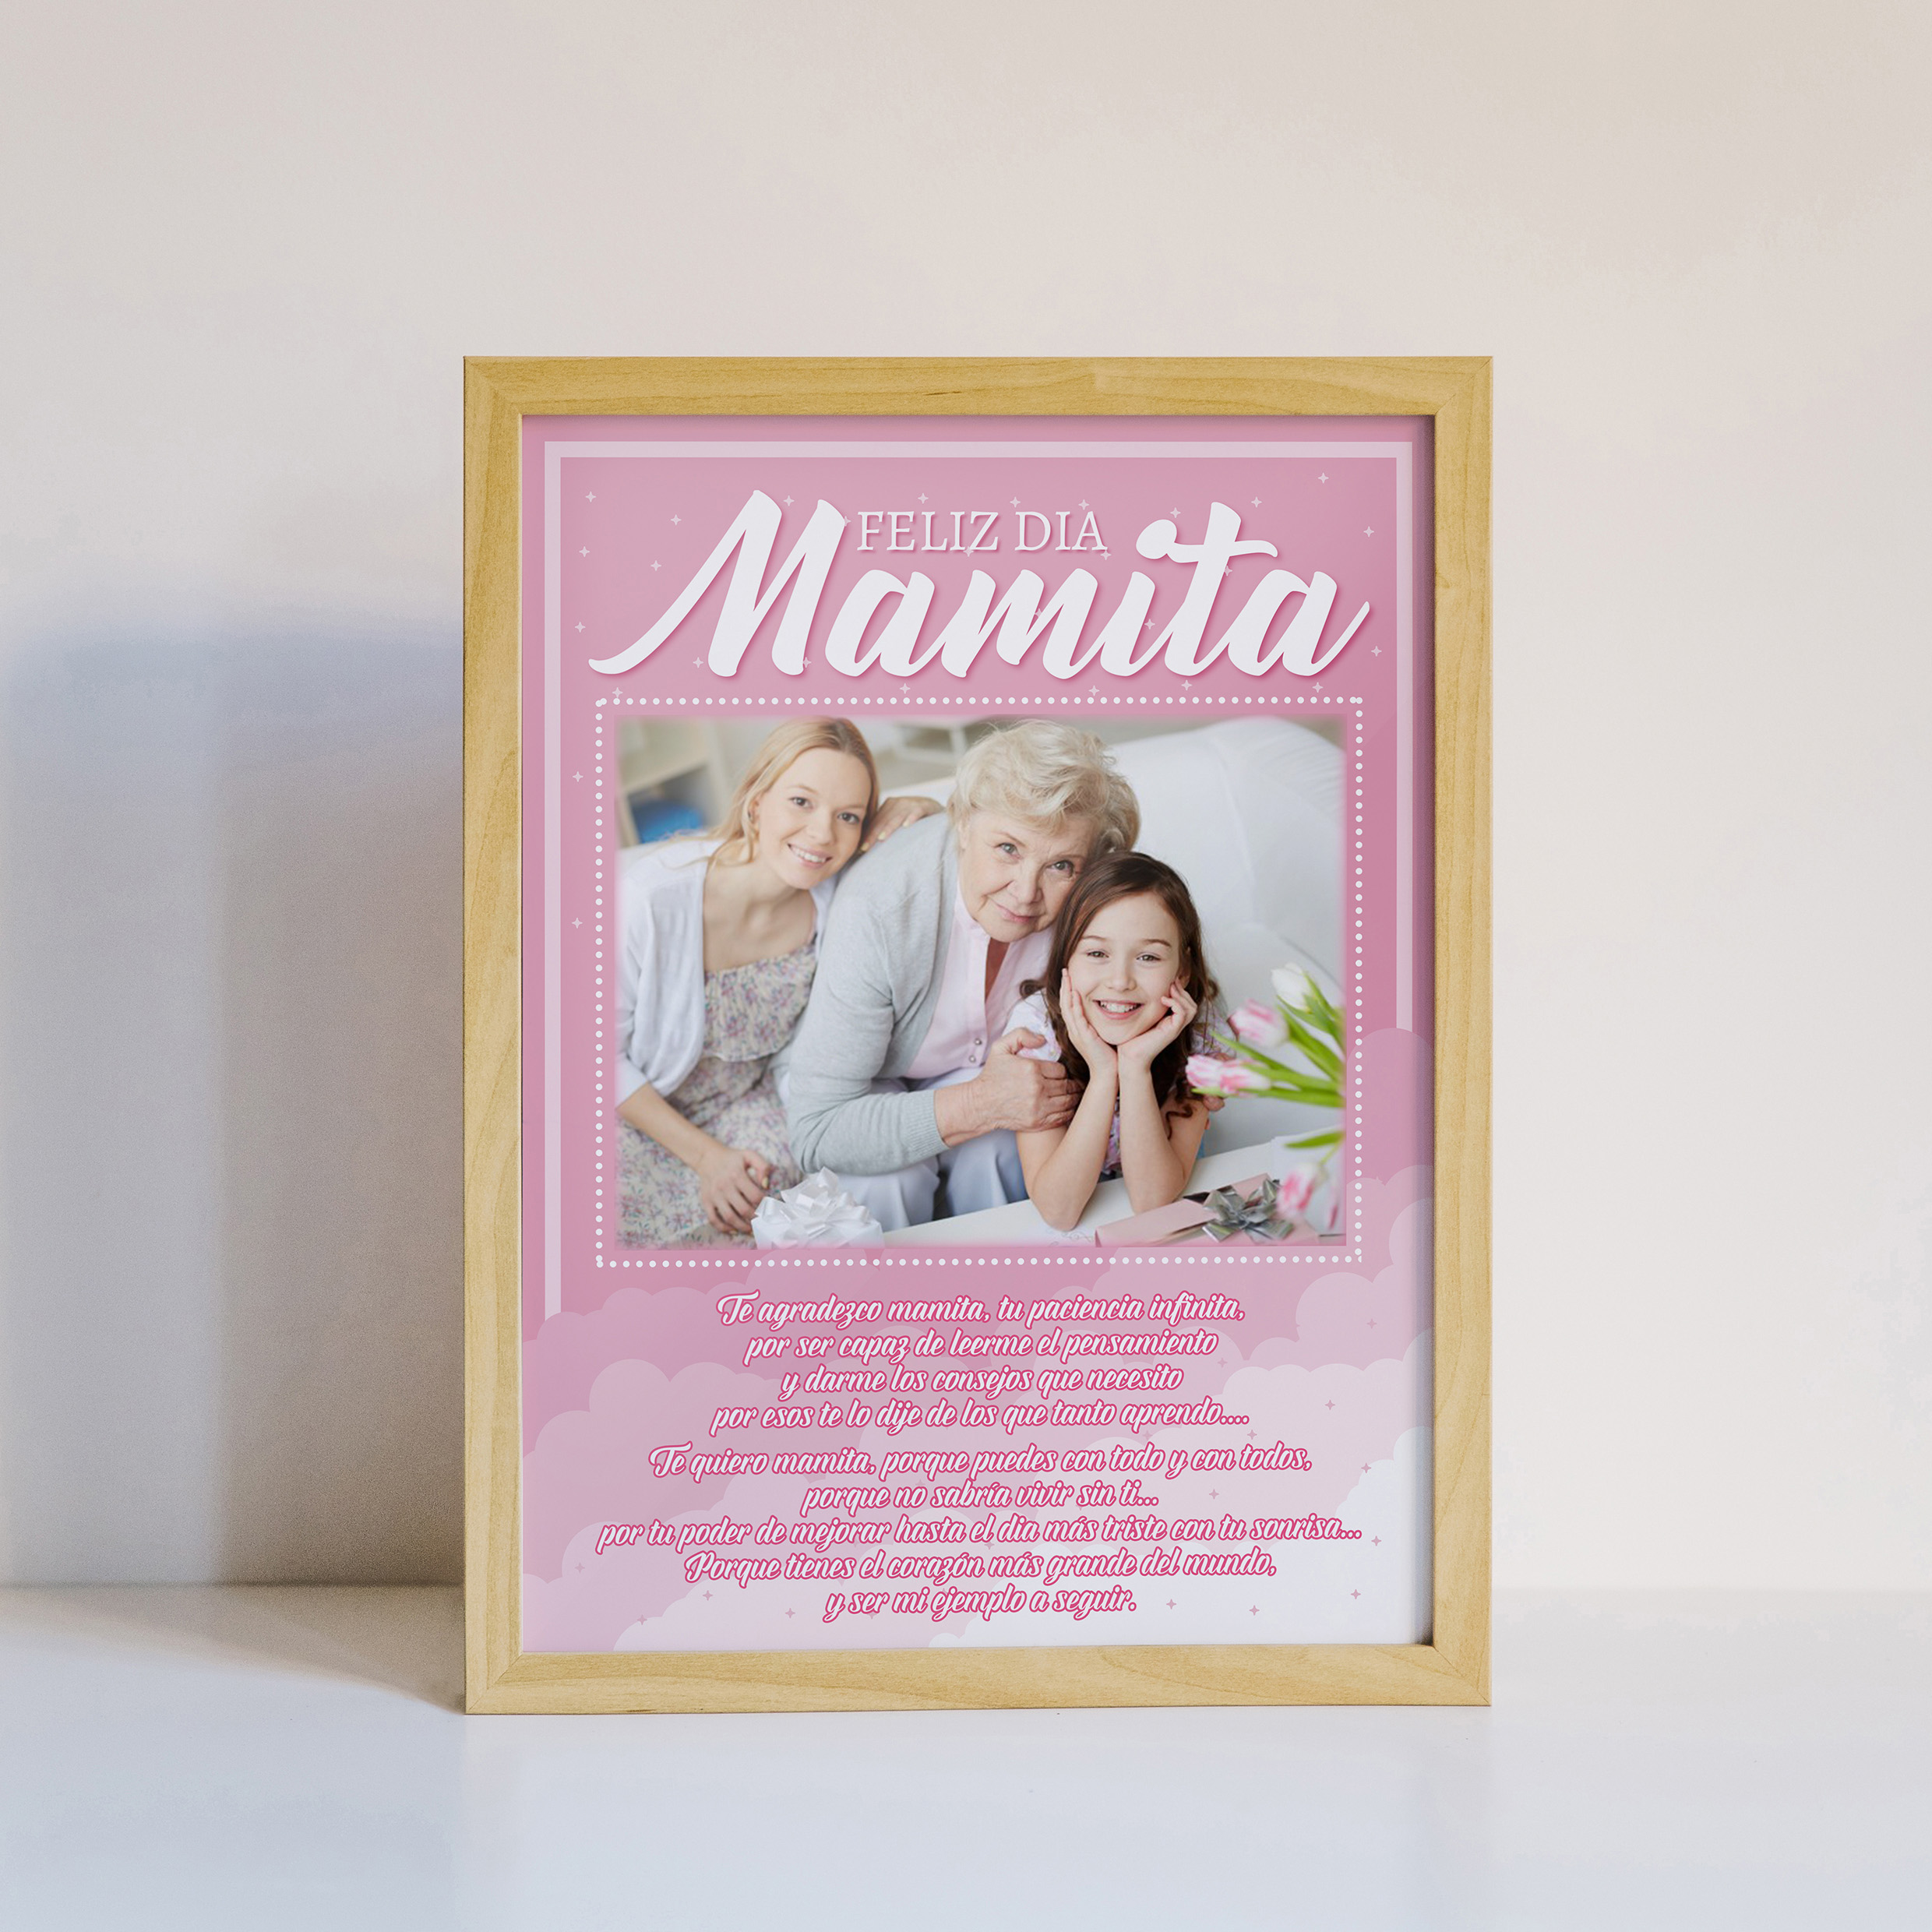 FELIZ DIA
Mamita
Te agradezco mamita, tu paciencia infinita,
por ser capaz de leerme el pensamiento
y darme los consejos que necesito
por esos te lo dije de los que tanto aprendo....
Te quiero mamita, porque puedes con todo y con todos,
porque no sabría vivir sin ti...
por tu poder de mejorar hasta el dia más triste con tu sonrisa...
Porque tienes el corazón más grande del mundo,
y ser mi ejemplo a seguir.